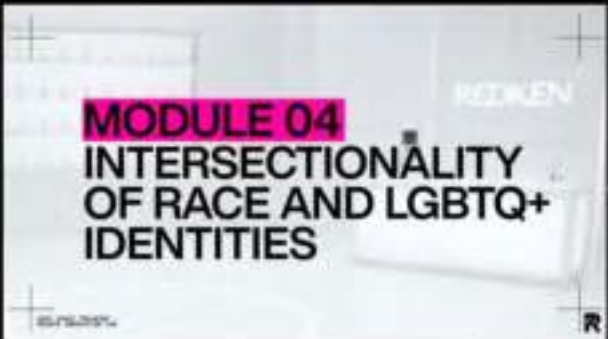 REDKEN
MODULE 04
INTERSECTIONALITY
OF RACE AND LGBTQ+
IDENTITIES
R